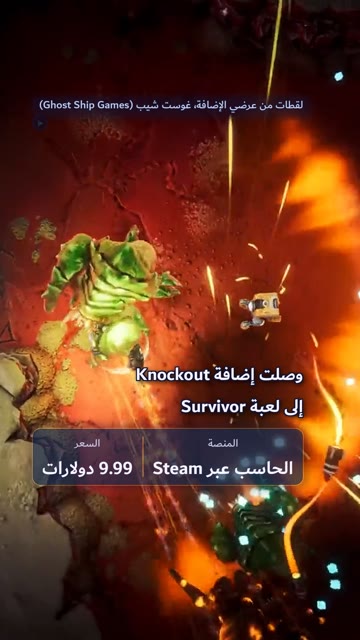 لقطات من عرضي الإضافة، غوست شيب (Ghost Ship Games)
وصلت إضافة Knockout
إلى لعبة Survivor
المنصة
الحاسب عبر Steam
السعر
9.99 دولارات